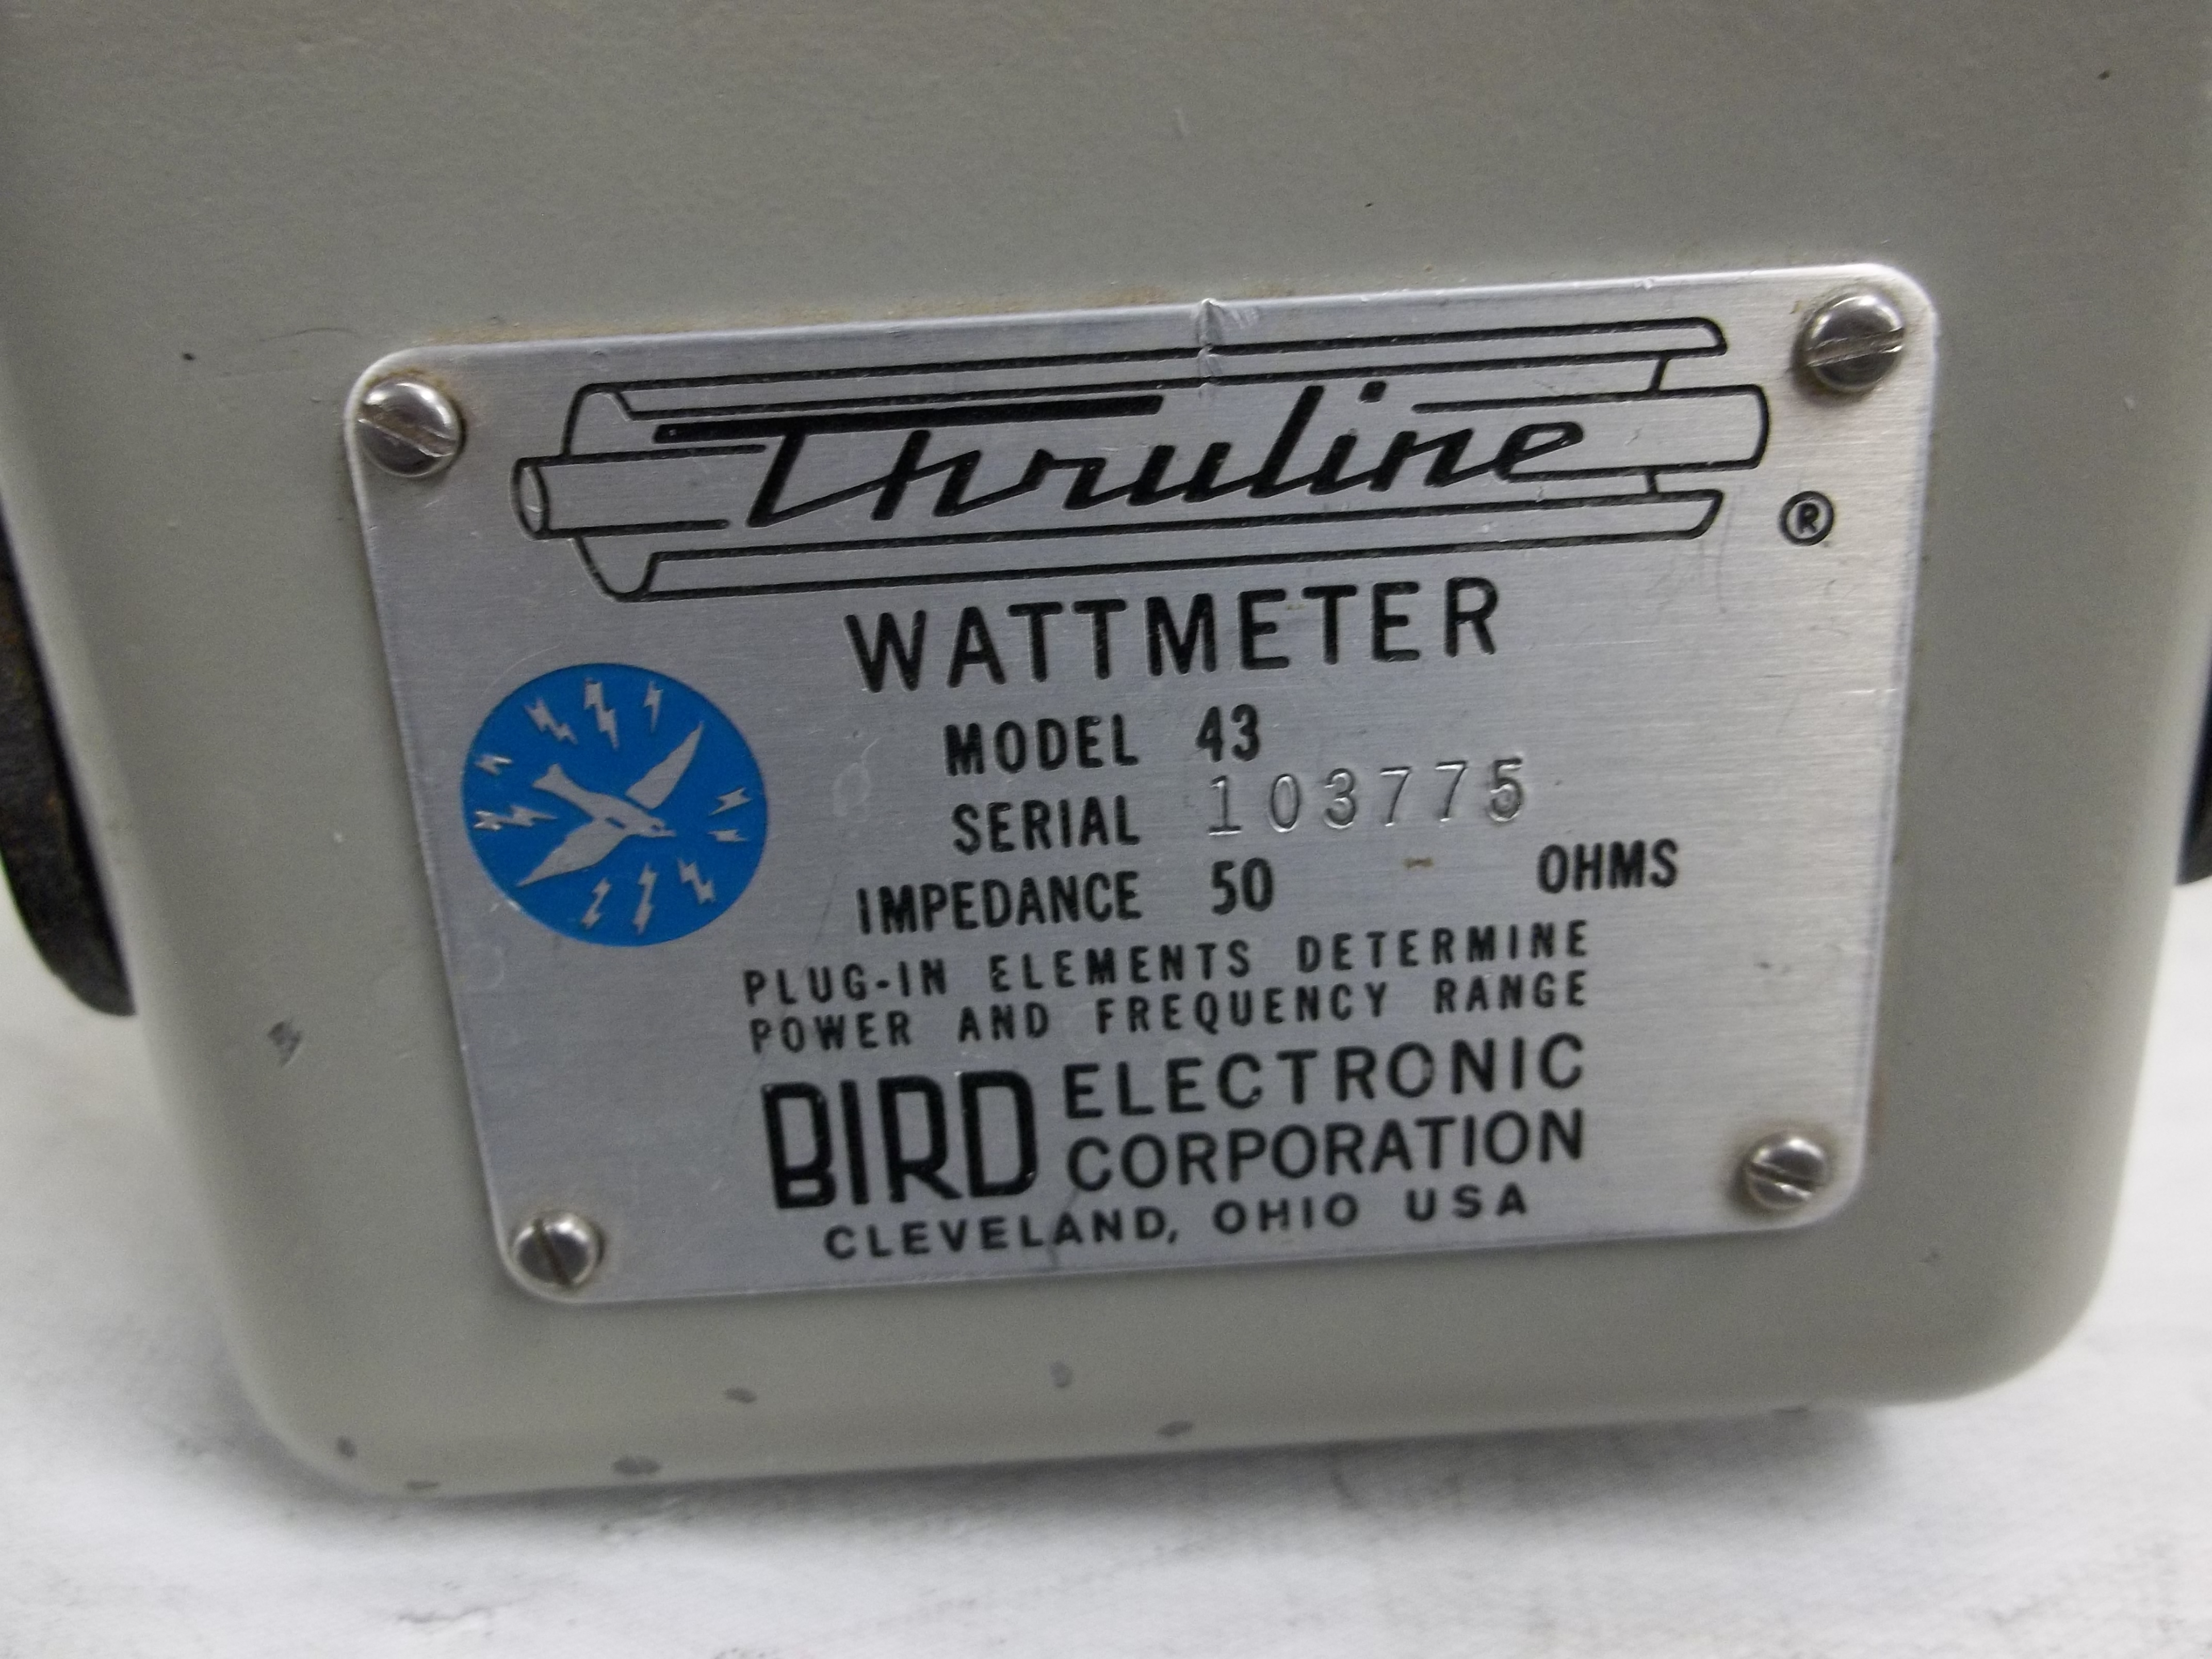 Thruline ®
WATTMETER
MODEL 43
SERIAL 103775
IMPEDANCE 50 OHMS
PLUG-IN ELEMENTS DETERMINE
POWER AND FREQUENCY RANGE
BIRD ELECTRONIC
CORPORATION
CLEVELAND, OHIO USA